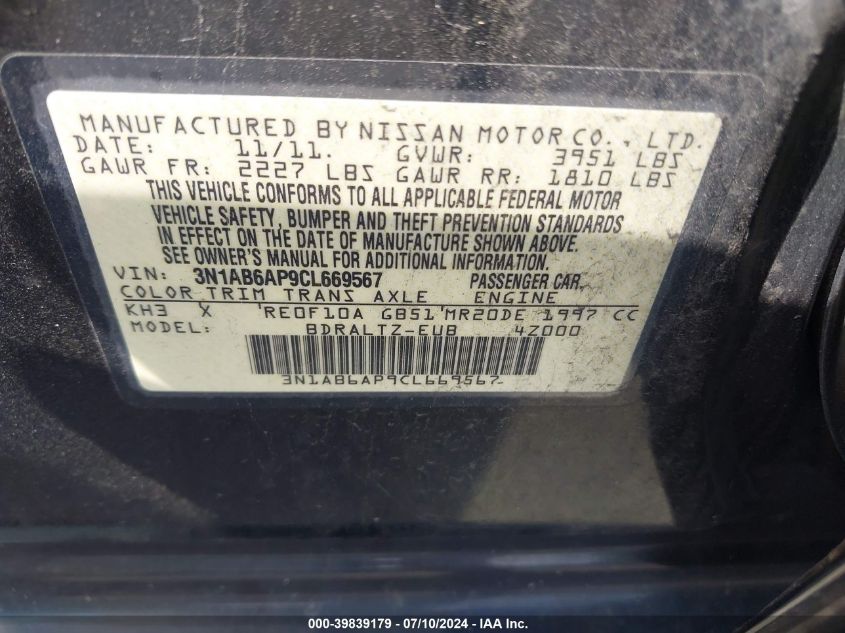 MANUFACTURED BY NISSAN MOTOR CO., LTD.
DATE: 11/11. GVWR: 3951 LBS
GAWR FR: 2227 LBS GAWR RR: 1810 LBS
THIS VEHICLE CONFORMS TO ALL APPLICABLE FEDERAL MOTOR
VEHICLE SAFETY, BUMPER AND THEFT PREVENTION STANDARDS
IN EFFECT ON THE DATE OF MANUFACTURE SHOWN ABOVE.
SEE OWNER'S MANUAL FOR ADDITIONAL INFORMATION.
VIN: 3N1AB6AP9CL669567 PASSENGER CAR
COLOR TRIM TRANS AXLE ENGINE
KH3 X 'RE0F10A GB51'MR20DE 1997 CC
MODEL: BDRALTZ-EUB 4Z000
3N1AB6AP9CL669567
000-39839179 - 07/10/2024 - IAA Inc.